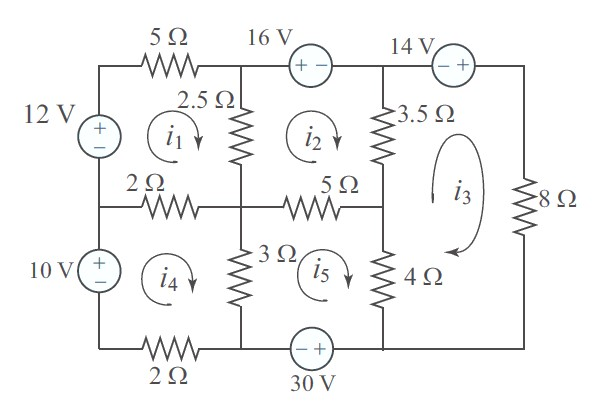 5 Ω 16 V 14 V
+ − − +
12 V 2.5 Ω 3.5 Ω
+
−
i1 i2 i3
2 Ω 5 Ω 8 Ω
10 V 3 Ω 4 Ω
+
−
i4 i5
− +
2 Ω 30 V